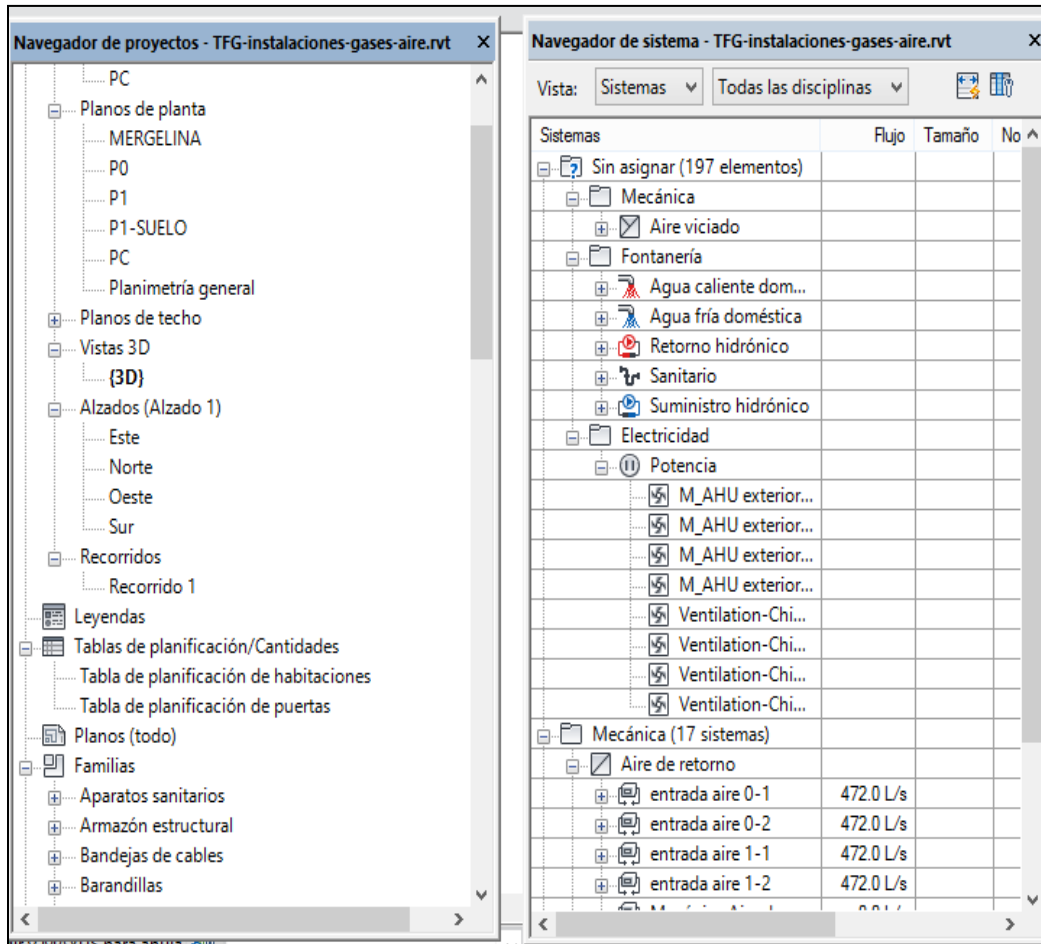 Navegador de proyectos - TFG-instalaciones-gases-aire.rvt X
PC
Planos de planta
MERGELINA
P0
P1
P1-SUELO
PC
Planimetría general
Planos de techo
Vistas 3D
{3D}
Alzados (Alzado 1)
Este
Norte
Oeste
Sur
Recorridos
Recorrido 1
Leyendas
Tablas de planificación/Cantidades
Tabla de planificación de habitaciones
Tabla de planificación de puertas
Planos (todo)
Familias
Aparatos sanitarios
Armazón estructural
Bandejas de cables
Barandillas
Navegador de sistema - TFG-instalaciones-gases-aire.rvt X
Vista: Sistemas Todas las disciplinas
Sistemas Flujo Tamaño No
Sin asignar (197 elementos)
Mecánica
Aire viciado
Fontanería
Agua caliente dom...
Agua fría doméstica
Retorno hidrónico
Sanitario
Suministro hidrónico
Electricidad
Potencia
M_AHU exterior...
M_AHU exterior...
M_AHU exterior...
M_AHU exterior...
Ventilation-Chi...
Ventilation-Chi...
Ventilation-Chi...
Ventilation-Chi...
Mecánica (17 sistemas)
Aire de retorno
entrada aire 0-1 472.0 L/s
entrada aire 0-2 472.0 L/s
entrada aire 1-1 472.0 L/s
entrada aire 1-2 472.0 L/s